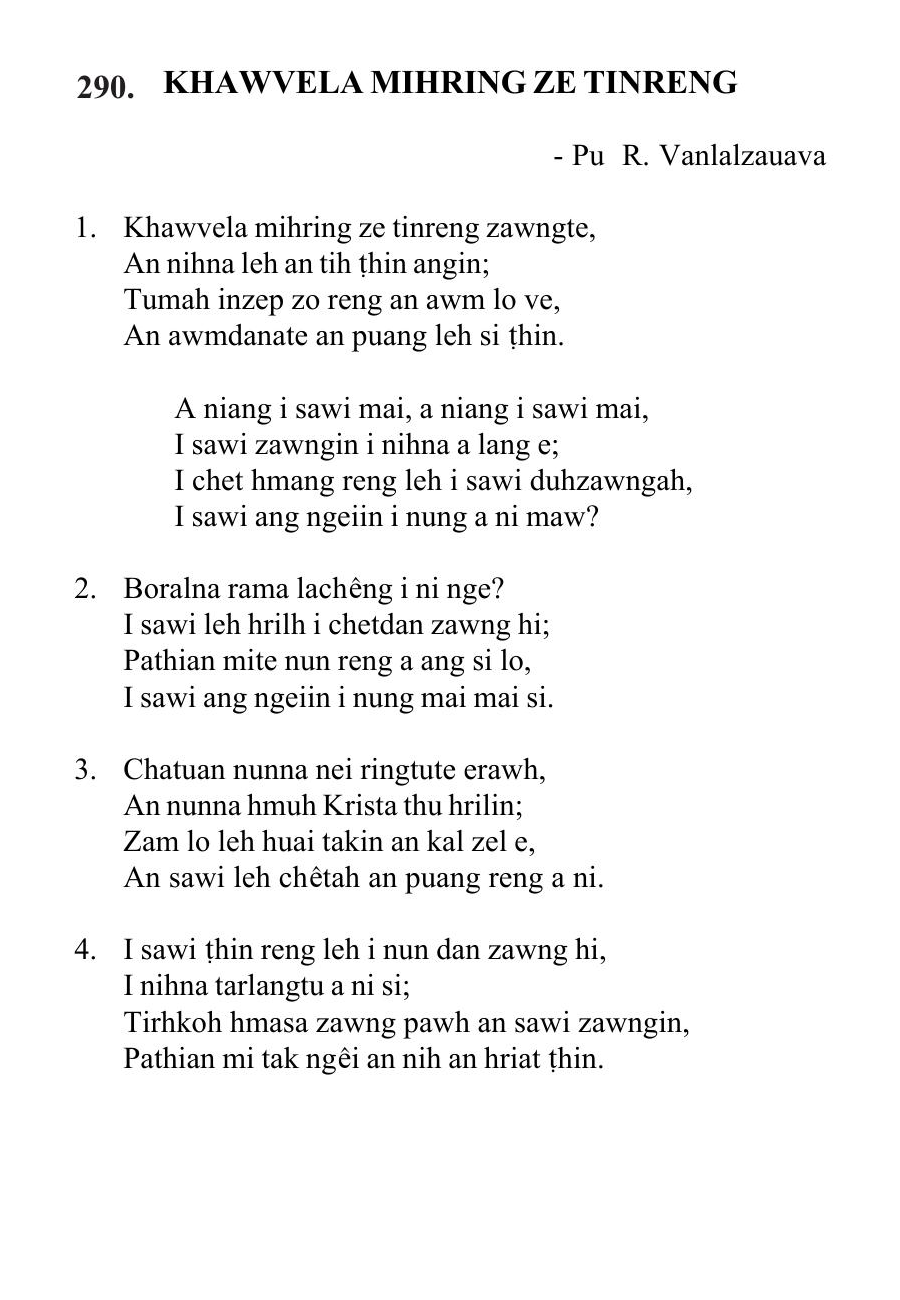 290. KHAWVELA MIHRING ZE TINRENG
- Pu R. Vanlalzauava
1. Khawvela mihring ze tinreng zawngte,
An nihna leh an tih ṭhin angin;
Tumah inzep zo reng an awm lo ve,
An awmdanate an puang leh si ṭhin.
A niang i sawi mai, a niang i sawi mai,
I sawi zawngin i nihna a lang e;
I chet hmang reng leh i sawi duhzawngah,
I sawi ang ngeiin i nung a ni maw?
2. Boralna rama lachêng i ni nge?
I sawi leh hrilh i chetdan zawng hi;
Pathian mite nun reng a ang si lo,
I sawi ang ngeiin i nung mai mai si.
3. Chatuan nunna nei ringtute erawh,
An nunna hmuh Krista thu hrilin;
Zam lo leh huai takin an kal zel e,
An sawi leh chêtah an puang reng a ni.
4. I sawi ṭhin reng leh i nun dan zawng hi,
I nihna tarlangtu a ni si;
Tirhkoh hmasa zawng pawh an sawi zawngin,
Pathian mi tak ngêi an nih an hriat ṭhin.